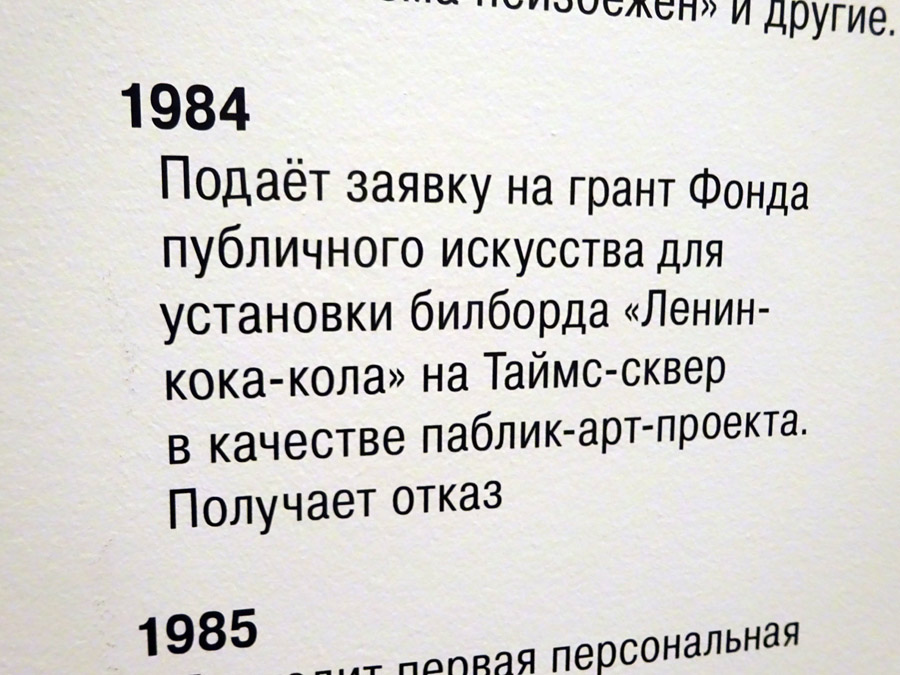 неизбежен» и другие.
1984
Подаёт заявку на грант Фонда
публичного искусства для
установки билборда «Ленин-
кока-кола» на Таймс-сквер
в качестве паблик-арт-проекта.
Получает отказ
1985
первая персональная